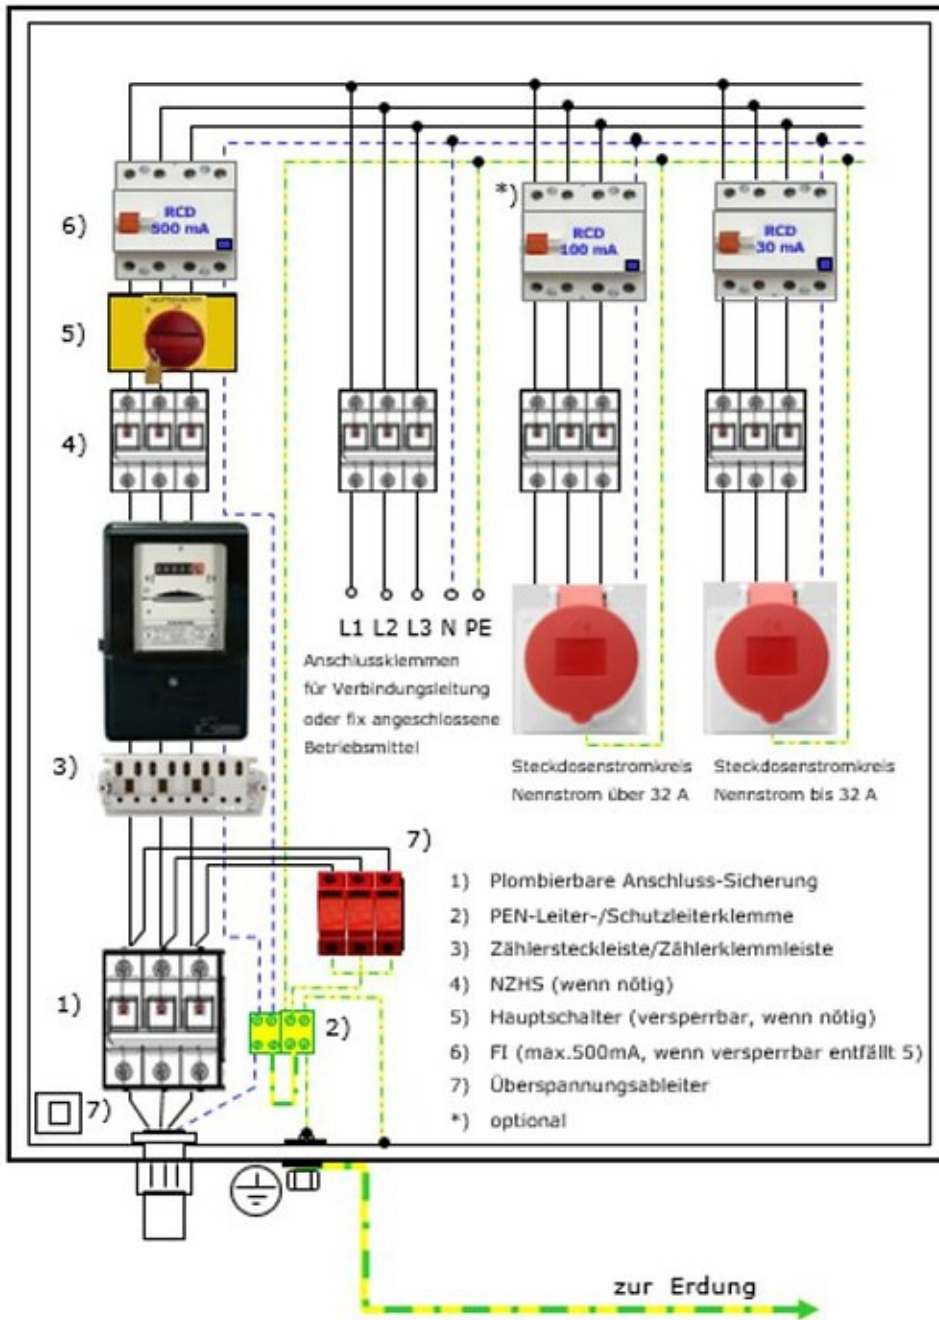 6)
RCD
500 mA
*)
RCD
100 mA
RCD
30 mA
5)
4)
L1 L2 L3 N PE
Anschlussklemmen
für Verbindungsleitung
oder fix angeschlossene
Betriebsmittel
Steckdosenstromkreis
Nennstrom über 32 A
Steckdosenstromkreis
Nennstrom bis 32 A
3)
7)
1) Plombierbare Anschluss-Sicherung
2) PEN-Leiter-/Schutzleiterklemme
3) Zählersteckleiste/Zählerklemmleiste
4) NZHS (wenn nötig)
5) Hauptschalter (versperrbar, wenn nötig)
6) FI (max.500mA, wenn versperrbar entfällt 5)
7) Überspannungsableiter
*) optional
1)
2)
7)
zur Erdung